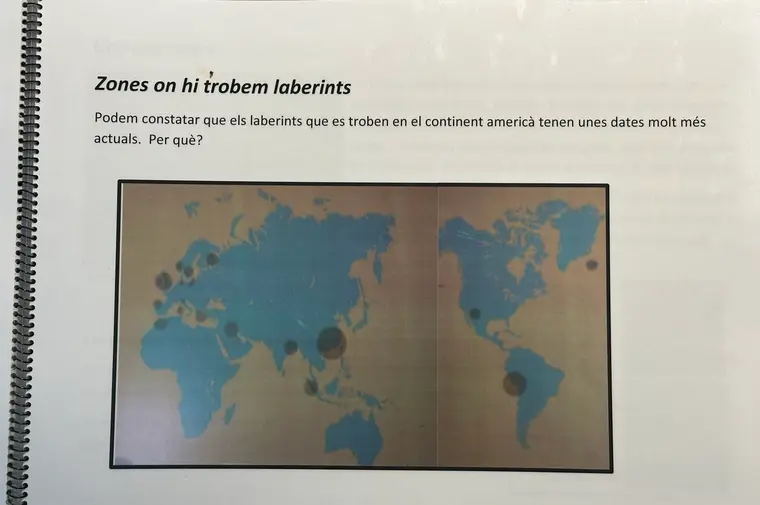 Zones on hi trobem laberints
Podem constatar que els laberints que es troben en el continent americà tenen unes dates molt més
actuals. Per què?